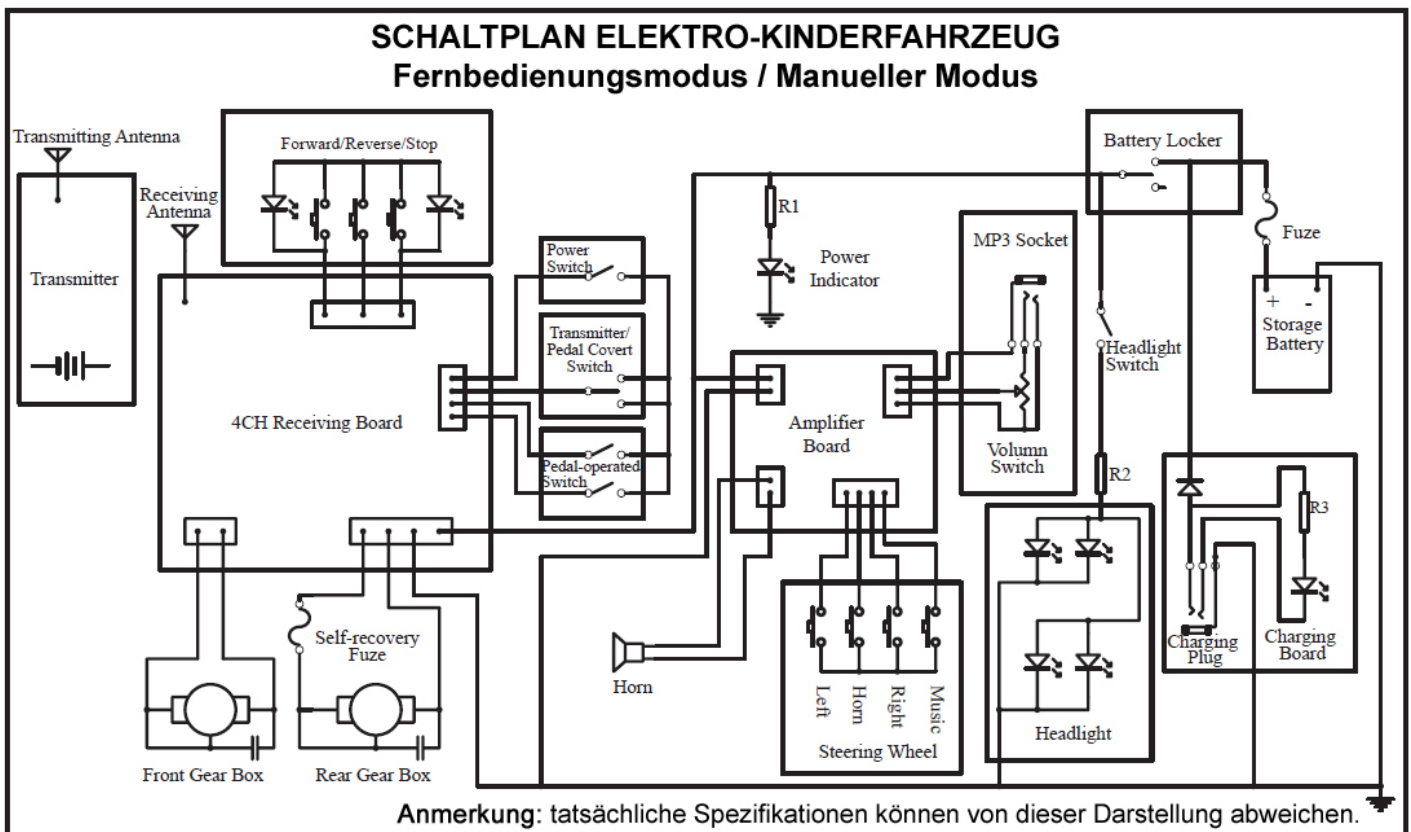 SCHALTPLAN ELEKTRO-KINDERFAHRZEUG
Fernbedienungsmodus / Manueller Modus
Transmitting Antenna
Forward/Reverse/Stop
Battery Locker
Receiving
Antenna
R1
MP3 Socket
Fuze
Power
Switch
Power
Indicator
Transmitter
+ -
Storage
Battery
Transmitter/
Pedal Covert
Switch
Headlight
Switch
4CH Receiving Board
Amplifier
Board
Volumn
Switch
Pedal-operated
Switch
R2
R3
Self-recovery
Fuze
Charging
Plug
Charging
Board
Horn
Left
Horn
Right
Music
Headlight
Steering Wheel
Front Gear Box
Rear Gear Box
Anmerkung: tatsächliche Spezifikationen können von dieser Darstellung abweichen.